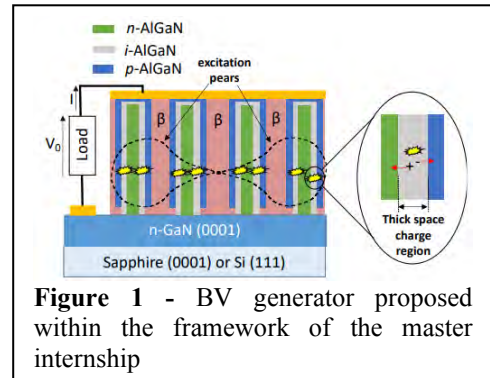 n-AlGaN
i-AlGaN
p-AlGaN
excitation
pears
I
V0
Load
β
β
β
+
-
Thick space
charge
region
n-GaN (0001)
Sapphire (0001) or Si (111)
Figure 1 - BV generator proposed
within the framework of the master
internship